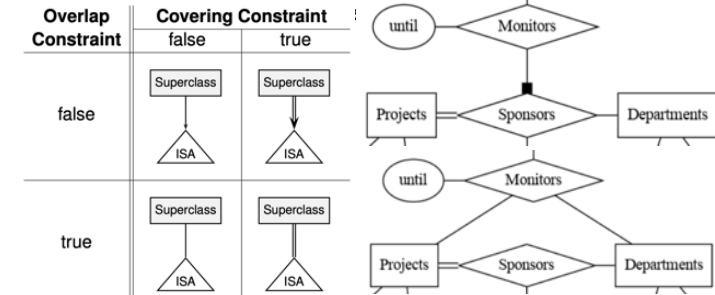 Overlap Constraint
Covering Constraint
false
true
false
Superclass
Superclass
ISA
ISA
true
Superclass
Superclass
ISA
ISA
until
Monitors
Projects
Sponsors
Departments
until
Monitors
Projects
Sponsors
Departments